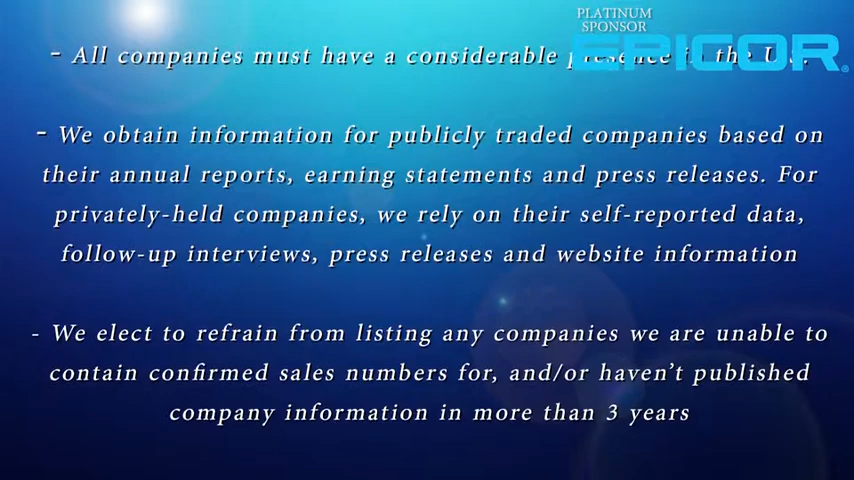 PLATINUM
SPONSOR
EPICOR®
- All companies must have a considerable presence in the U.S.
- We obtain information for publicly traded companies based on
their annual reports, earning statements and press releases. For
privately-held companies, we rely on their self-reported data,
follow-up interviews, press releases and website information
- We elect to refrain from listing any companies we are unable to
contain confirmed sales numbers for, and/or haven't published
company information in more than 3 years